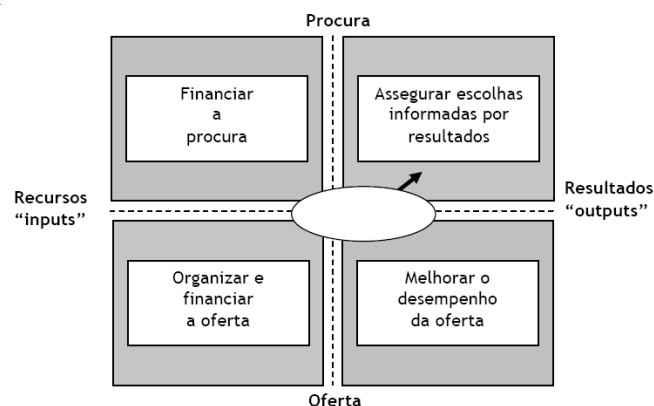 Procura
Financiar
a
procura
Assegurar escolhas
informadas por
resultados
Recursos
“inputs”
Resultados
“outputs”
Organizar e
financiar
a oferta
Melhorar o
desempenho
da oferta
Oferta